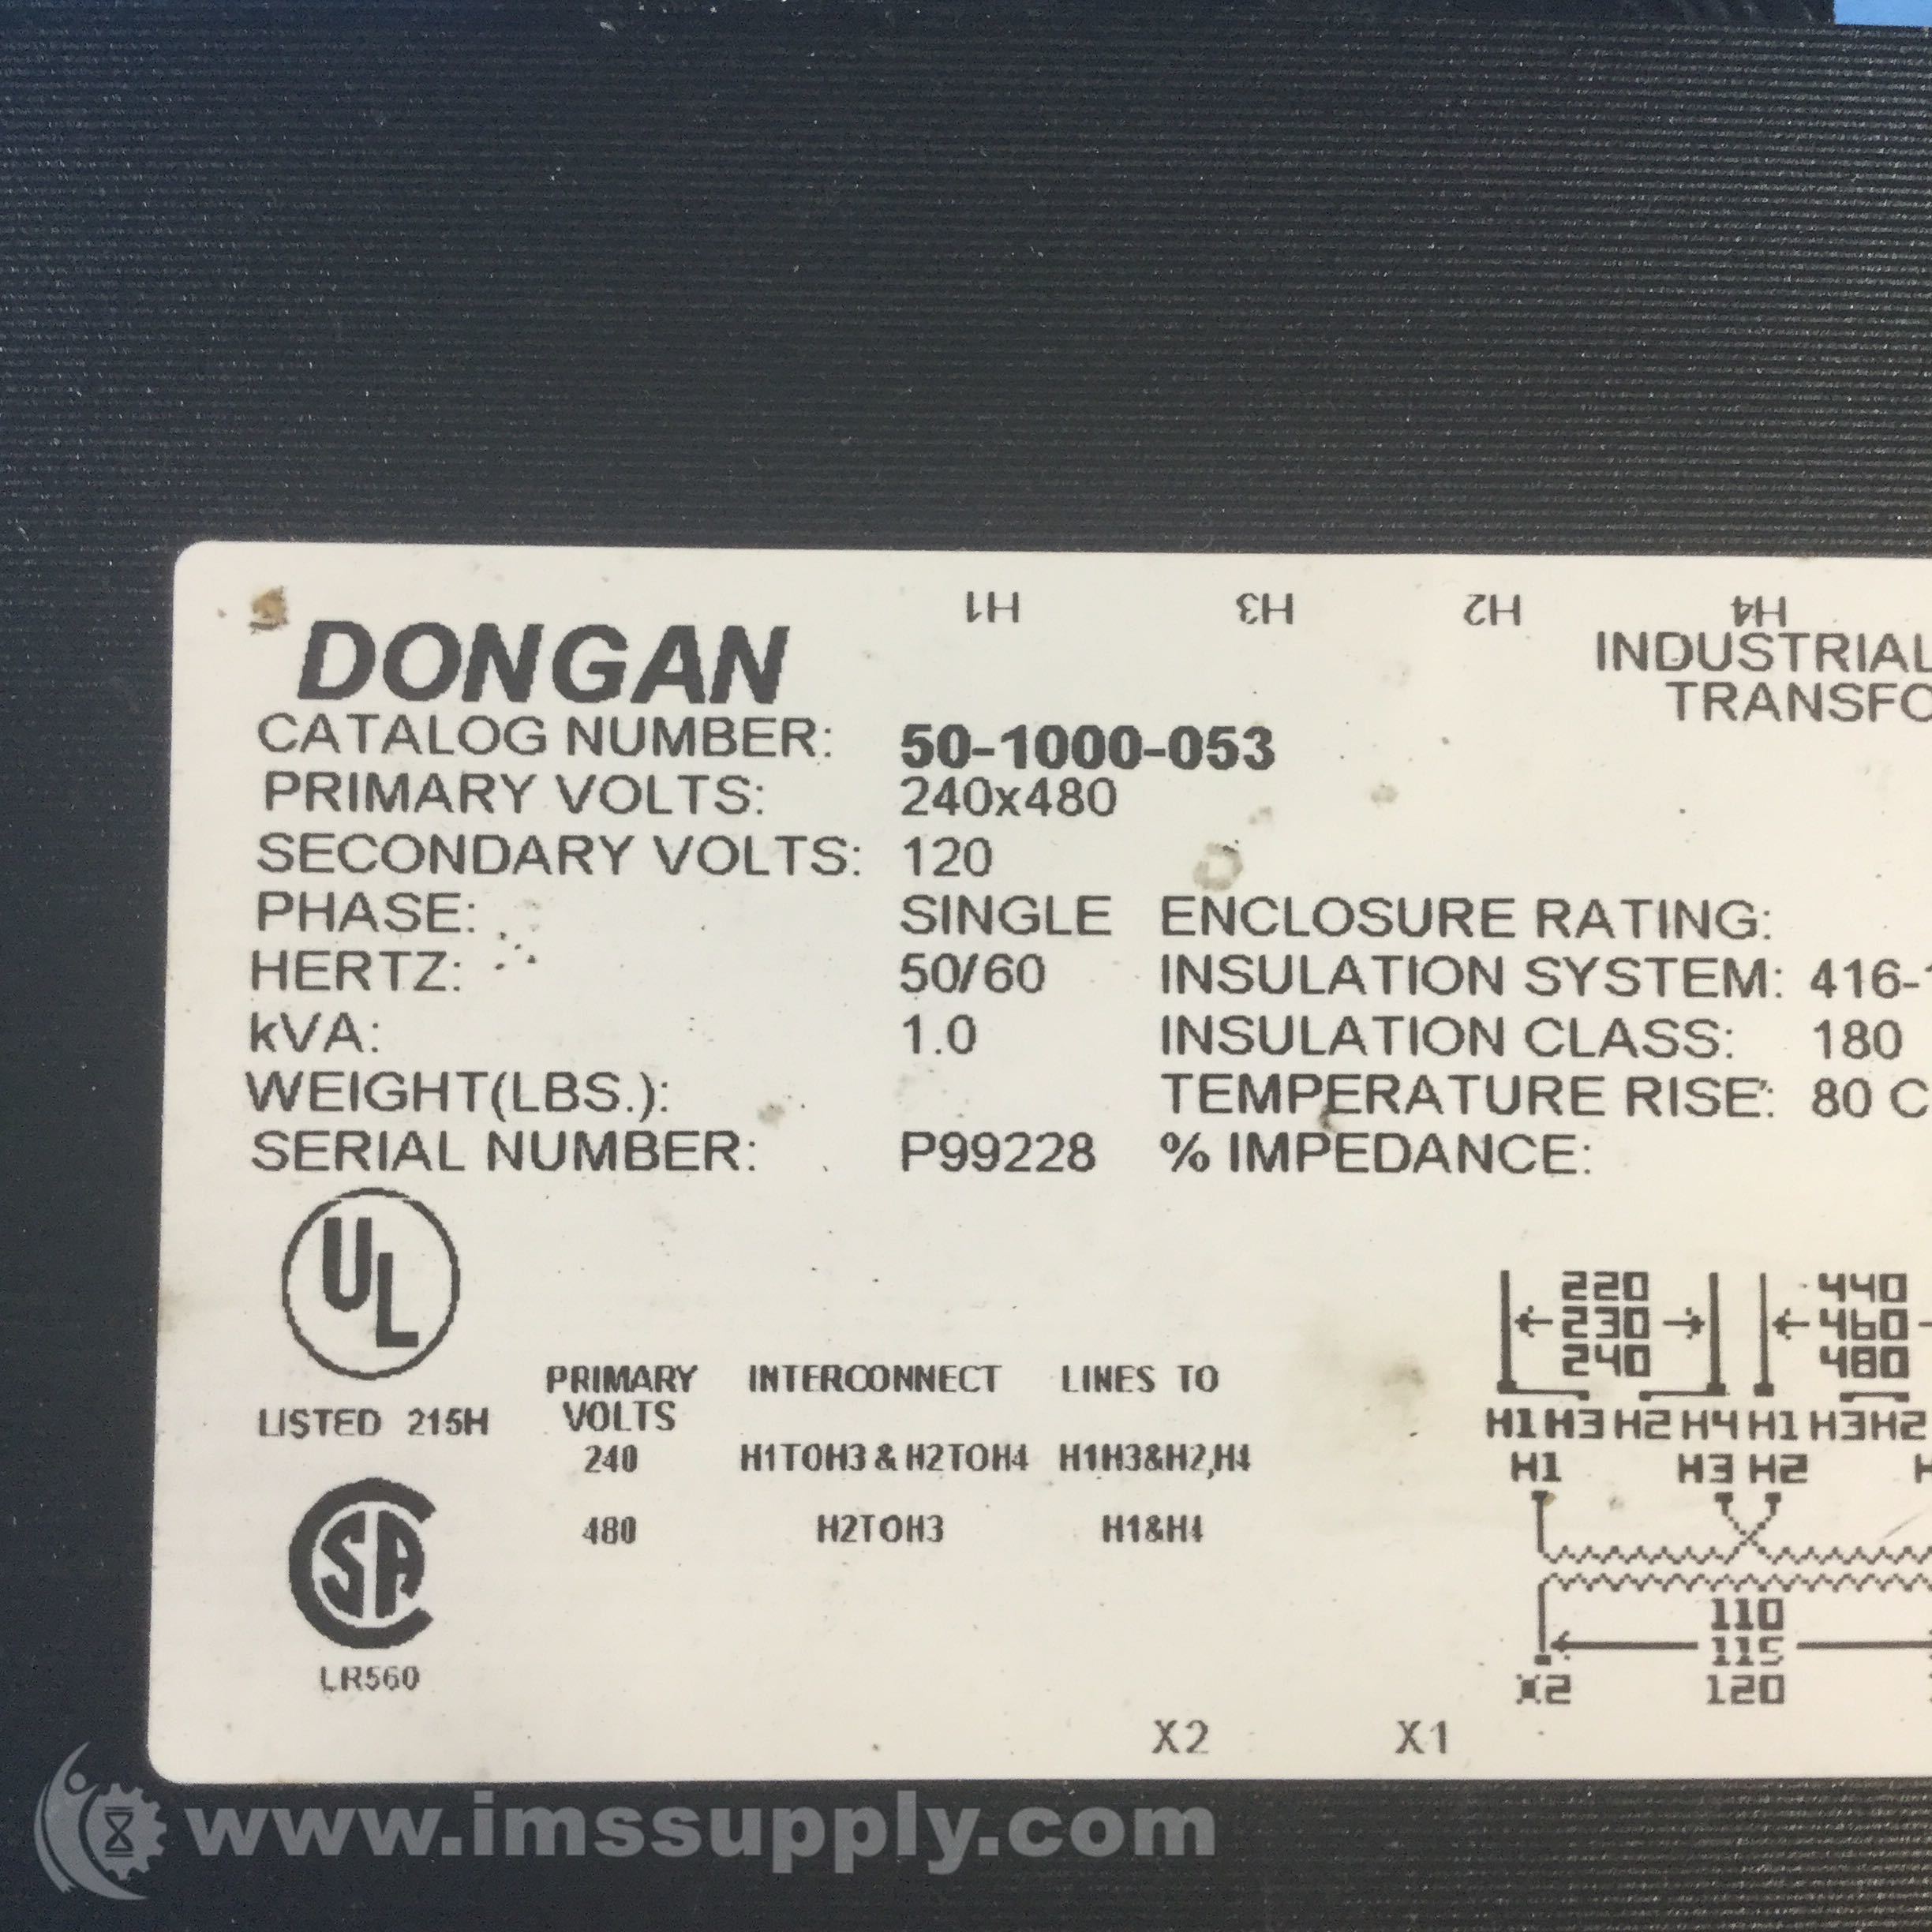 H1 H3 H2 H4
DONGAN
INDUSTRIAL
CATALOG NUMBER: 50-1000-053
PRIMARY VOLTS: 240x480
SECONDARY VOLTS: 120
PHASE: SINGLE ENCLOSURE RATING:
HERTZ: 50/60 INSULATION SYSTEM: 416-
kVA: 1.0 INSULATION CLASS: 180
WEIGHT(LBS.): TEMPERATURE RISE: 80 C
SERIAL NUMBER: P99228 % IMPEDANCE:
UL
LISTED 215H
PRIMARY VOLTS INTERCONNECT LINES TO
240 H1TOH3 & H2TOH4 H1H3&H2,H4
480 H2TOH3 H1&H4
SA
LR560
220 440
230 460
240 480
H1 H3 H2 H4 H1 H3 H2
H1 H3 H2
110
115
X2 120
X2 X1
www.imssupply.com